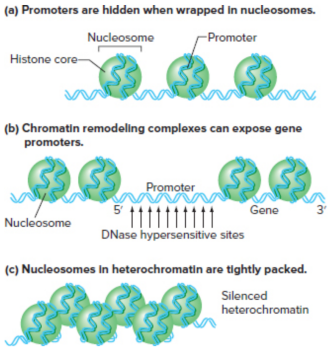 (a) Promoters are hidden when wrapped in nucleosomes.
Nucleosome
Promoter
Histone core
(b) Chromatin remodeling complexes can expose gene
promoters.
Promoter
5′
Gene
3′
Nucleosome
DNase hypersensitive sites
(c) Nucleosomes in heterochromatin are tightly packed.
Silenced
heterochromatin